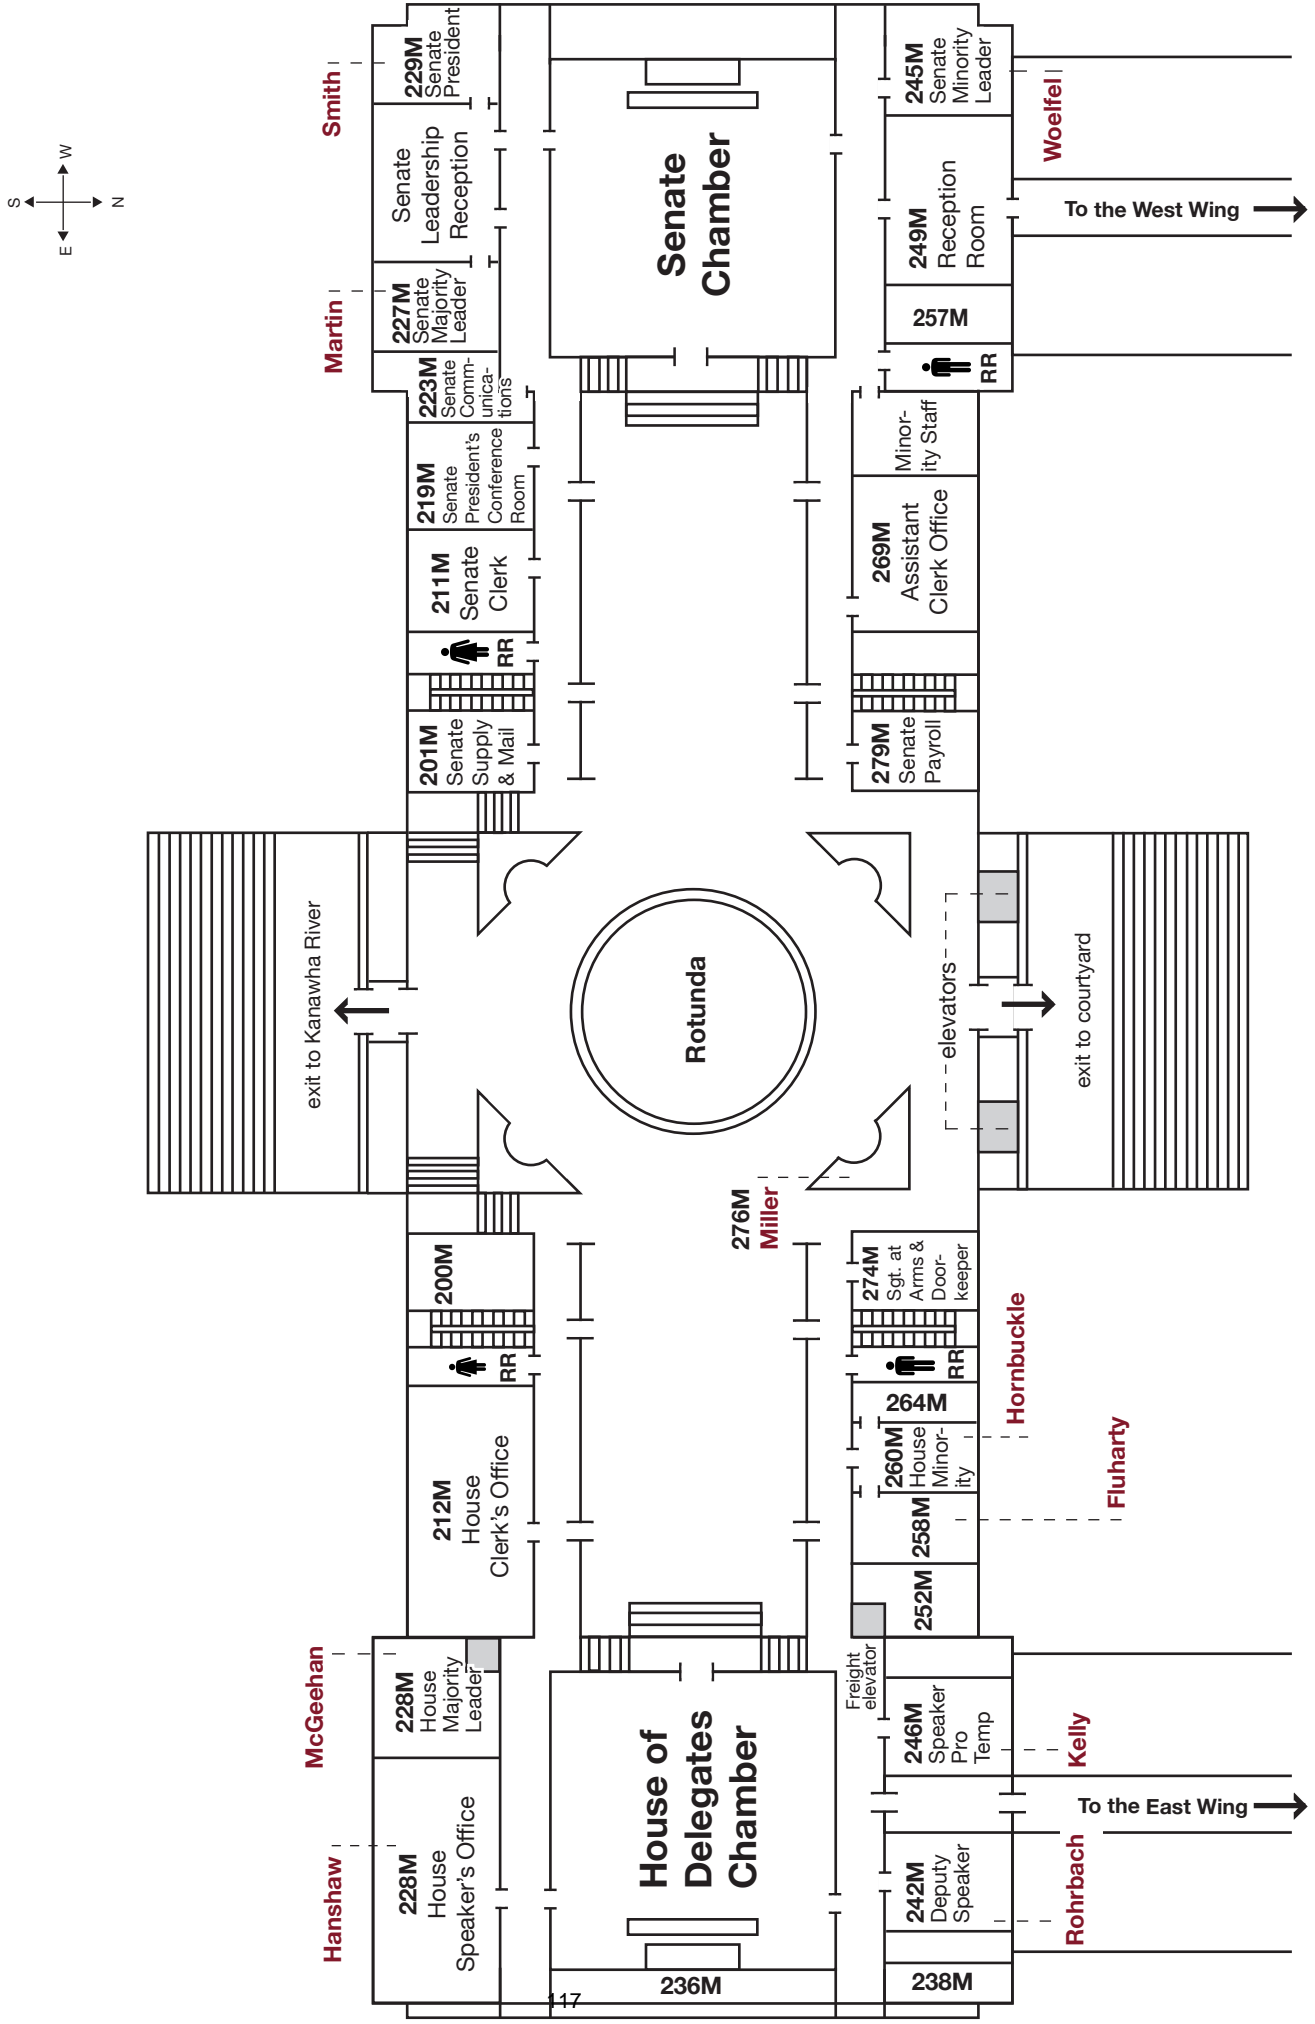 S
E
W
N
Smith
229M
Senate
President
Senate
Leadership
Reception
Martin
227M
Senate
Majority
Leader
223M
Senate
Comm-
unica-
tions
219M
Senate
President's
Conference
Room
211M
Senate
Clerk
RR
201M
Senate
Supply
& Mail
Senate
Chamber
245M
Senate
Minority
Leader
Woelfel
249M
Reception
Room
To the West Wing
257M
RR
Minor-
ity Staff
269M
Assistant
Clerk Office
279M
Senate
Payroll
exit to Kanawha River
Rotunda
elevators
exit to courtyard
276M
Miller
200M
RR
212M
House
Clerk's Office
McGeehan
228M
House
Majority
Leader
Hanshaw
228M
House
Speaker's Office
House of
Delegates
Chamber
236M
274M
Sgt. at
Arms &
Door-
keeper
RR
264M
Hornbuckle
260M
House
Minor-
ity
258M
Fluharty
252M
Freight
elevator
246M
Speaker
Pro
Temp
Kelly
To the East Wing
242M
Deputy
Speaker
Rohrbach
238M
117